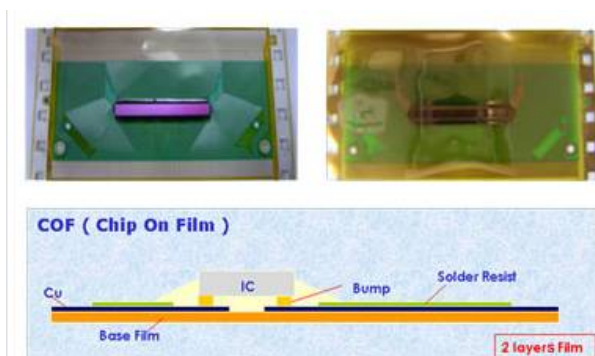 COF ( Chip On Film )
IC
Solder Resist
Cu
Bump
Base Film
2 layers Film